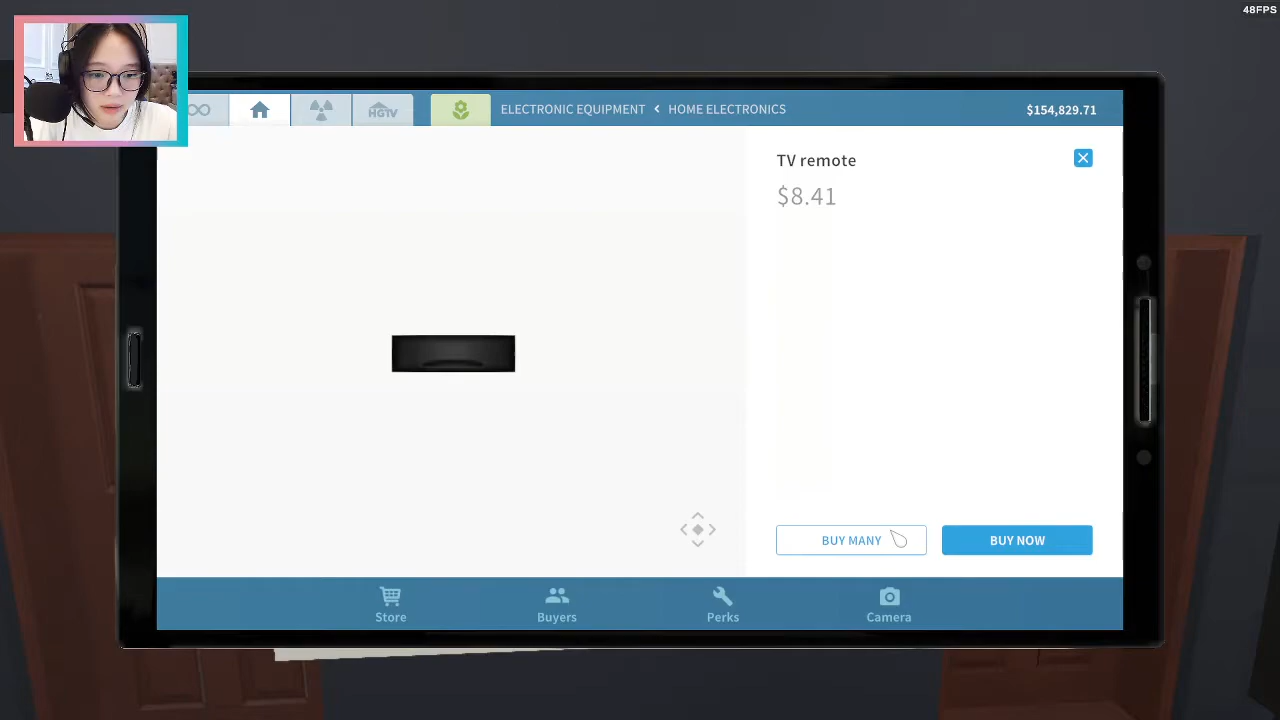 48FPS
HGTV
ELECTRONIC EQUIPMENT < HOME ELECTRONICS
$154,829.71
TV remote
$8.41
BUY MANY
BUY NOW
Store
Buyers
Perks
Camera